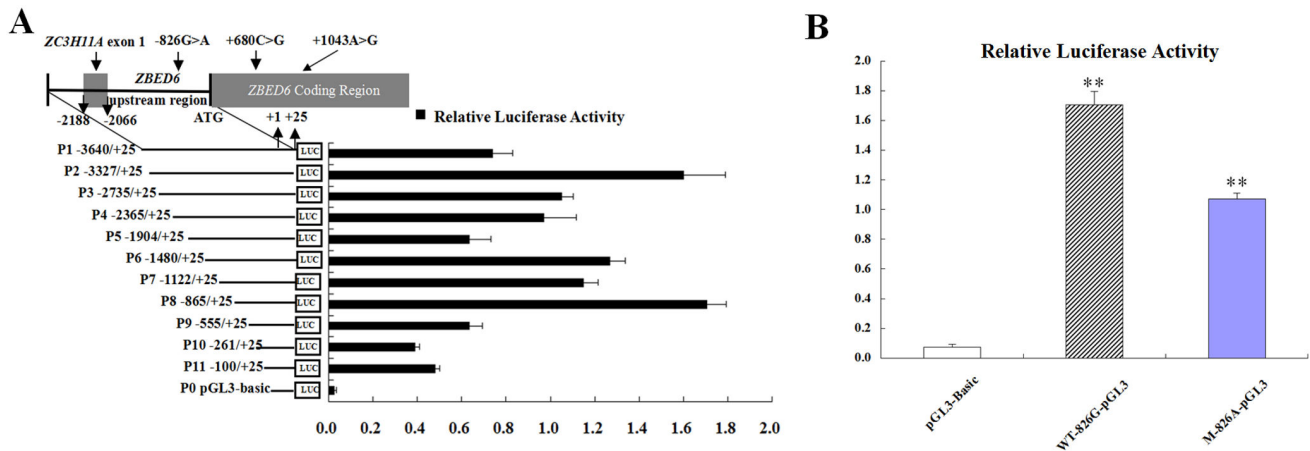 A
ZC3H11A exon 1 -826G>A +680C>G +1043A>G
ZBED6
ZBED6 Coding Region
upstream region
-2188 -2066 ATG +1 +25
Relative Luciferase Activity
P1 -3640/+25 LUC
P2 -3327/+25 LUC
P3 -2735/+25 LUC
P4 -2365/+25 LUC
P5 -1904/+25 LUC
P6 -1480/+25 LUC
P7 -1122/+25 LUC
P8 -865/+25 LUC
P9 -555/+25 LUC
P10 -261/+25 LUC
P11 -100/+25 LUC
P0 pGL3-basic LUC
0.0 0.2 0.4 0.6 0.8 1.0 1.2 1.4 1.6 1.8 2.0
B
Relative Luciferase Activity
2.0
1.8
1.6
1.4
1.2
1.0
0.8
0.6
0.4
0.2
0.0
**
**
pGL3-Basic
WT-826G-pGL3
M-826A-pGL3